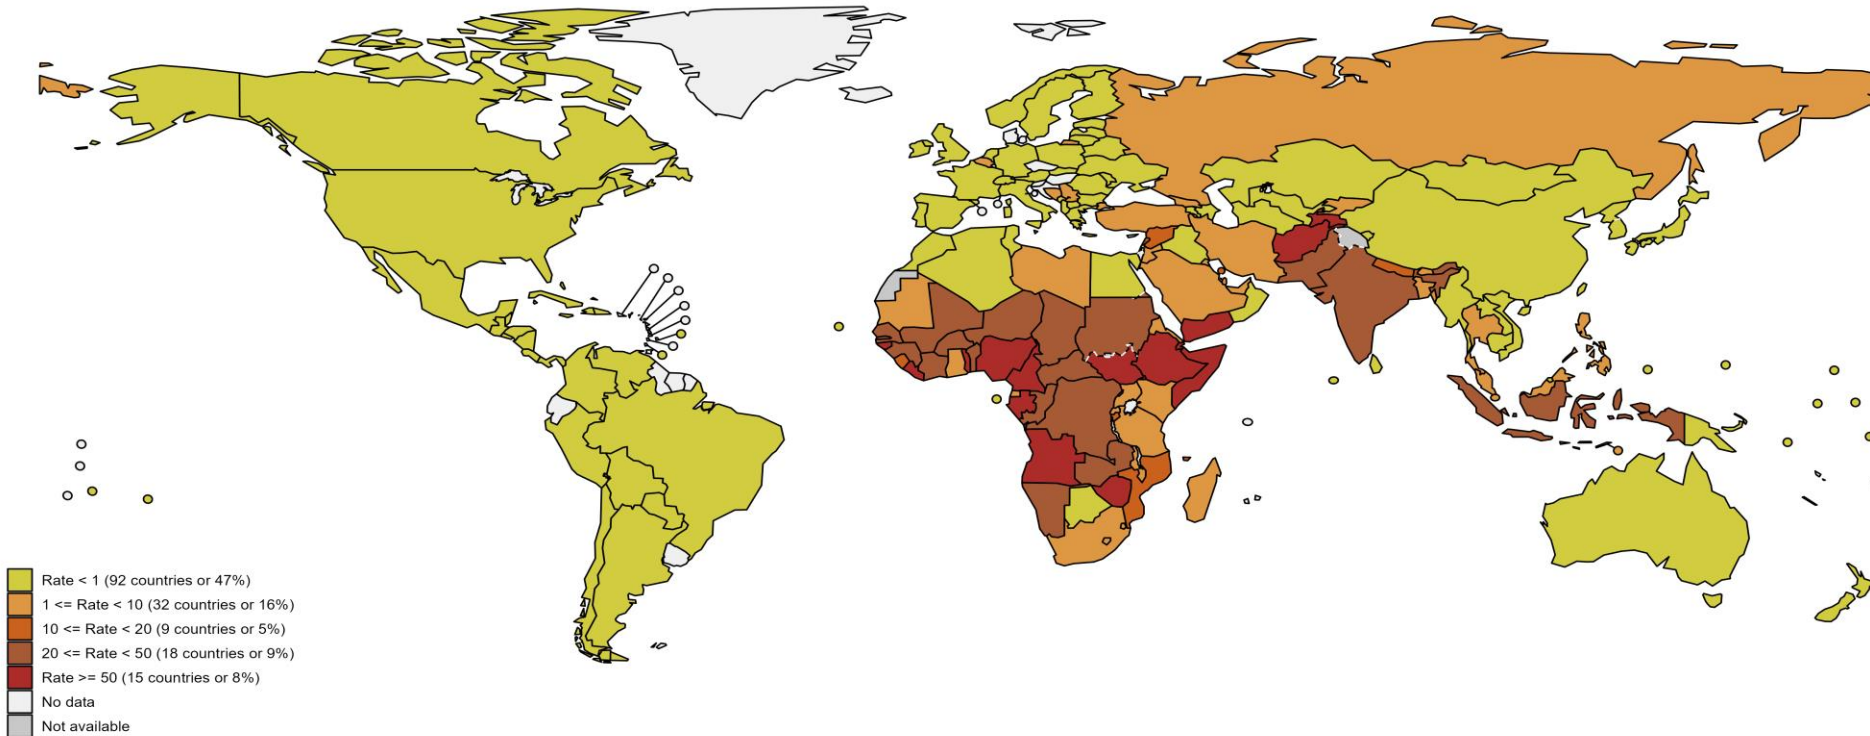 Rate < 1 (92 countries or 47%)
1 <= Rate < 10 (32 countries or 16%)
10 <= Rate < 20 (9 countries or 5%)
20 <= Rate < 50 (18 countries or 9%)
Rate >= 50 (15 countries or 8%)
No data
Not available